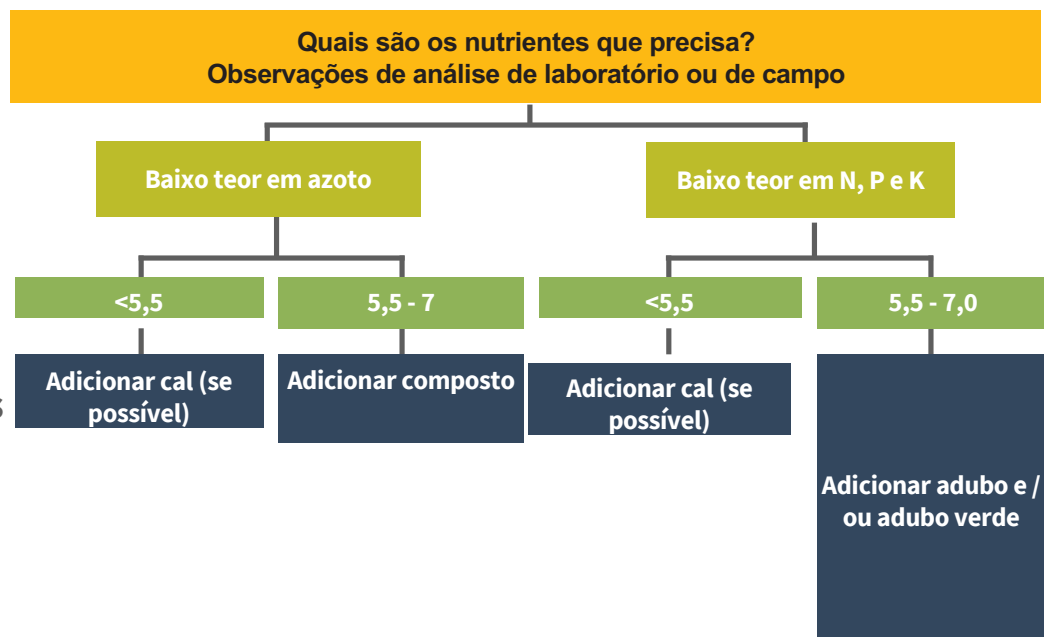 Quais são os nutrientes que precisa?
Observações de análise de laboratório ou de campo
Baixo teor em azoto
Baixo teor em N, P e K
<5,5
5,5 - 7
<5,5
5,5 - 7,0
Adicionar cal (se
possível)
Adicionar composto
Adicionar cal (se
possível)
Adicionar adubo e /
ou adubo verde